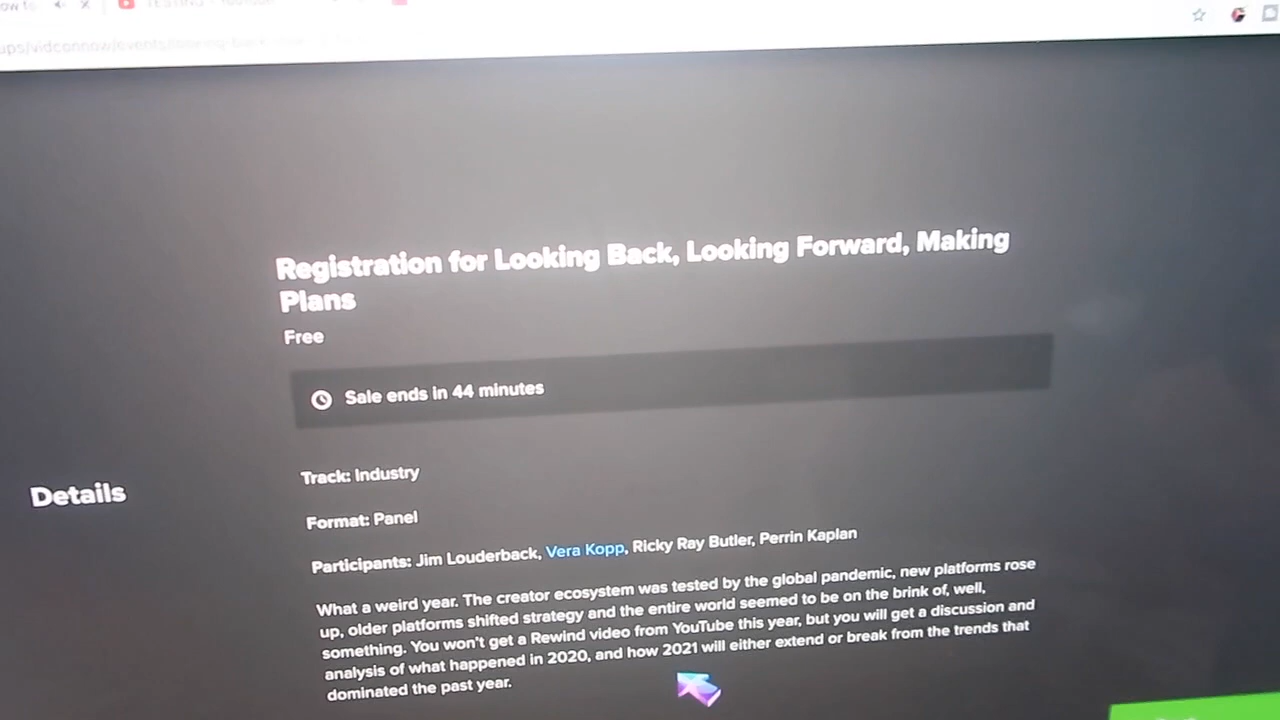 Registration for Looking Back, Looking Forward, Making
Plans
Free
Sale ends in 44 minutes
Details
Track: Industry
Format: Panel
Participants: Jim Louderback, Vera Kopp, Ricky Ray Butler, Perrin Kaplan
What a weird year. The creator ecosystem was tested by the global pandemic, new platforms rose
up, older platforms shifted strategy and the entire world seemed to be on the brink of, well,
something. You won't get a Rewind video from YouTube this year, but you will get a discussion and
analysis of what happened in 2020, and how 2021 will either extend or break from the trends that
dominated the past year.